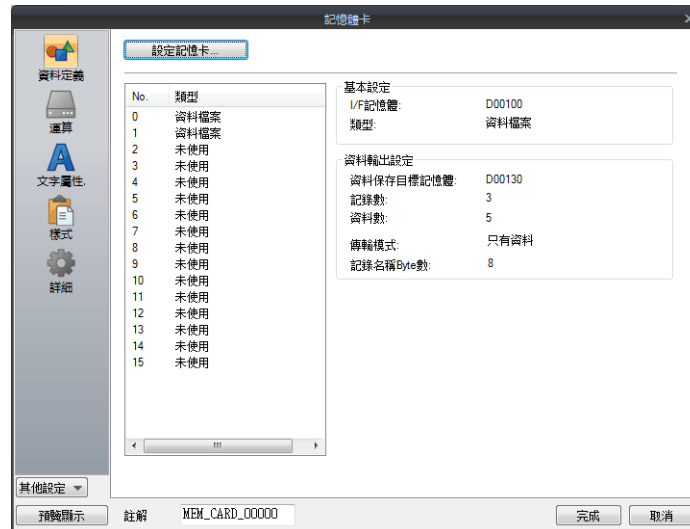 記憶體卡
資料定義
運算
文字屬性.
樣式
詳細
其他設定
預覽顯示
設定記憶卡...
No. 類型
0 資料檔案
1 資料檔案
2 未使用
3 未使用
4 未使用
5 未使用
6 未使用
7 未使用
8 未使用
9 未使用
10 未使用
11 未使用
12 未使用
13 未使用
14 未使用
15 未使用
基本設定
I/F記憶體: D00100
類型: 資料檔案
資料輸出設定
資料保存目標記憶體: D00130
記錄數: 3
資料數: 5
傳輸模式: 只有資料
記錄名稱Byte數: 8
註解 MEM_CARD_00000
完成 取消